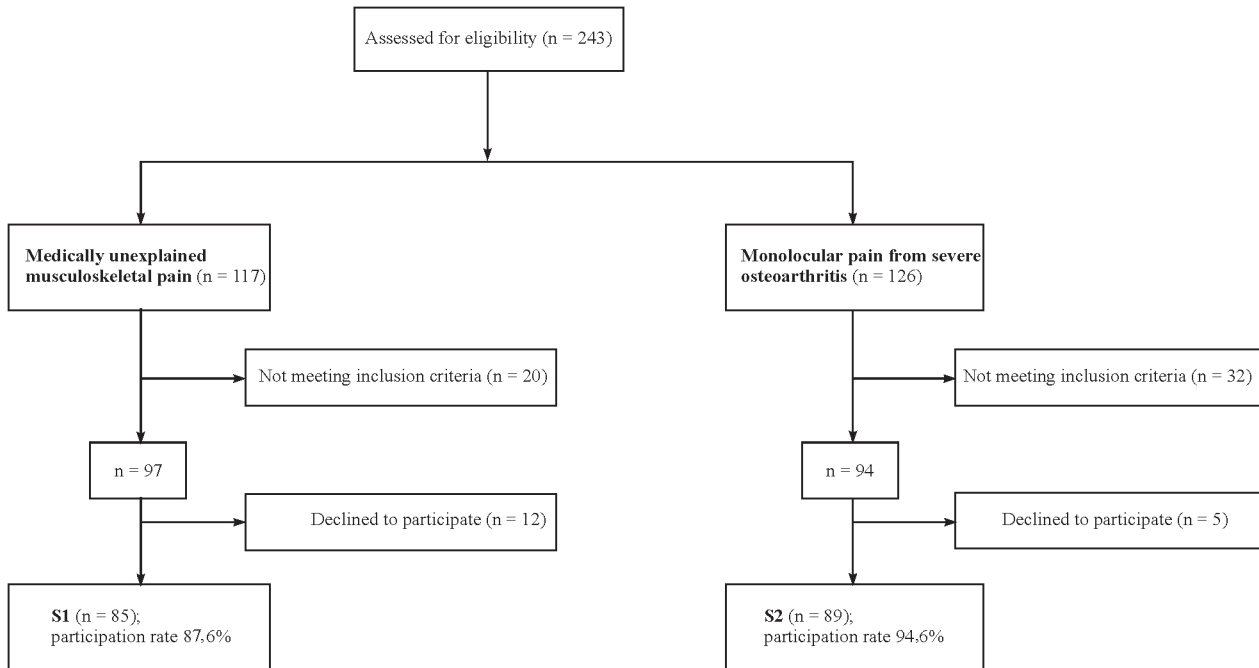 Assessed for eligibility (n = 243)
Medically unexplained
musculoskeletal pain (n = 117)
Monolocular pain from severe
osteoarthritis (n = 126)
Not meeting inclusion criteria (n = 20)
Not meeting inclusion criteria (n = 32)
n = 97
n = 94
Declined to participate (n = 12)
Declined to participate (n = 5)
S1 (n = 85);
participation rate 87,6%
S2 (n = 89);
participation rate 94,6%